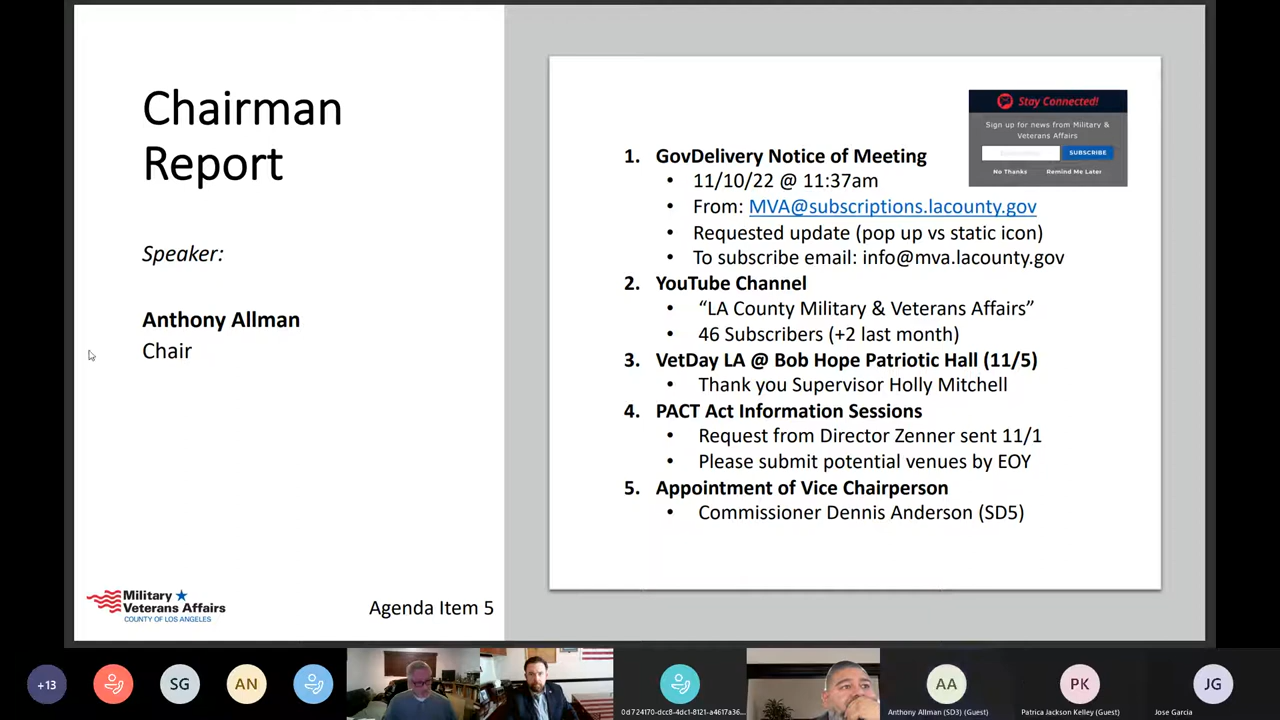 Chairman
Report
Speaker:
Anthony Allman
Chair
Military
Veterans Affairs
COUNTY OF LOS ANGELES
Agenda Item 5
Stay Connected!
Sign up for news from Military &
Veterans Affairs
SUBSCRIBE
No Thanks Remind Me Later
1. GovDelivery Notice of Meeting
• 11/10/22 @ 11:37am
• From: MVA@subscriptions.lacounty.gov
• Requested update (pop up vs static icon)
• To subscribe email: info@mva.lacounty.gov
2. YouTube Channel
• “LA County Military & Veterans Affairs”
• 46 Subscribers (+2 last month)
3. VetDay LA @ Bob Hope Patriotic Hall (11/5)
• Thank you Supervisor Holly Mitchell
4. PACT Act Information Sessions
• Request from Director Zenner sent 11/1
• Please submit potential venues by EOY
5. Appointment of Vice Chairperson
• Commissioner Dennis Anderson (SD5)
+13
SG
AN
0d724170-dcc8-4dc1-8121-a4617a36...
AA
Anthony Allman (SD3) (Guest)
PK
Patrica Jackson Kelley (Guest)
JG
Jose Garcia